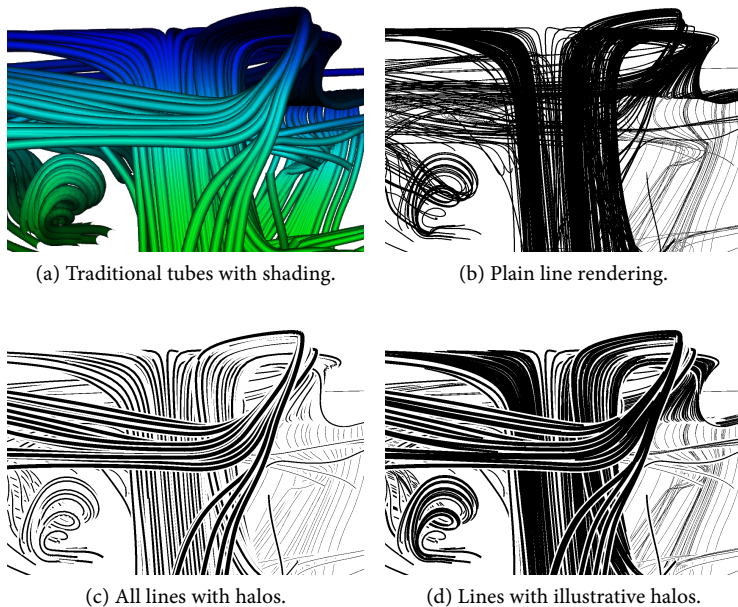 (a) Traditional tubes with shading.
(b) Plain line rendering.
(c) All lines with halos.
(d) Lines with illustrative halos.